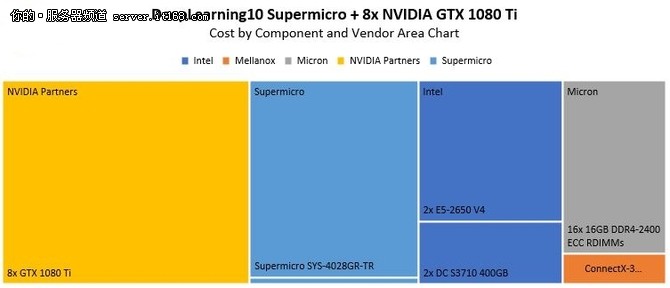 你的·服务器频道 server.it168.com
Learning10 Supermicro + 8x NVIDIA GTX 1080 Ti
Cost by Component and Vendor Area Chart
Intel Mellanox Micron NVIDIA Partners Supermicro
NVIDIA Partners
8x GTX 1080 Ti
Supermicro
Supermicro SYS-4028GR-TR
Intel
2x E5-2650 V4
2x DC S3710 400GB
Micron
16x 16GB DDR4-2400
ECC RDIMMs
ConnectX-3...